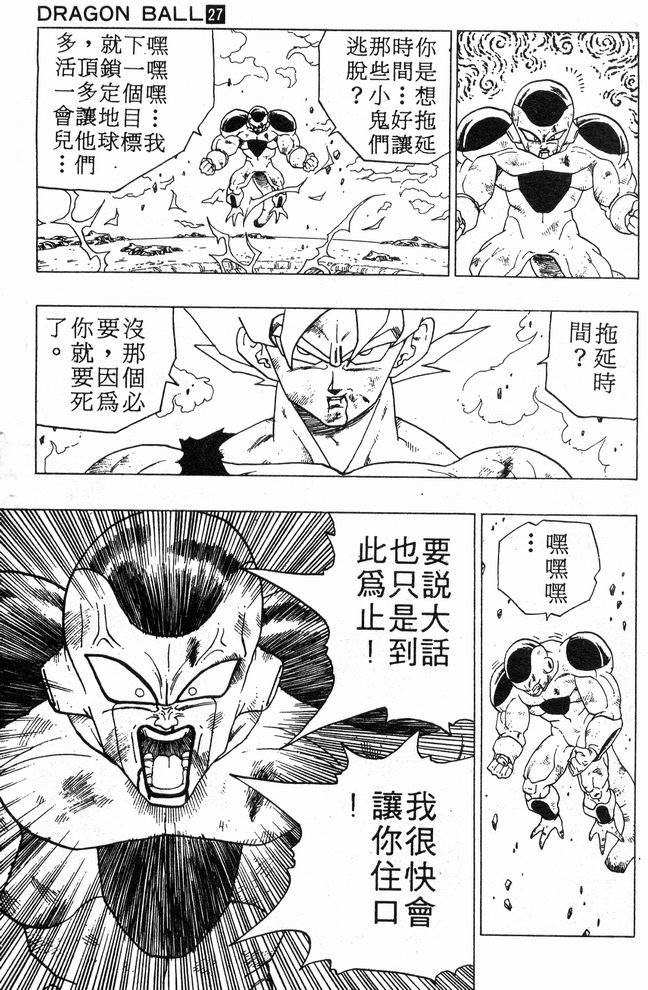 DRAGON BALL 27
你是想拖延
時間…好讓
那些小鬼們
逃脫？
嘿嘿嘿…我
下一個目標
就鎖定地球
，頂多讓他們
多活一會兒…
拖延時
間？
沒那個必
要，因爲
你就要死
了。
嘿嘿嘿
…
要説大話
也只是到
此爲止！
我很快會
讓你住口
！